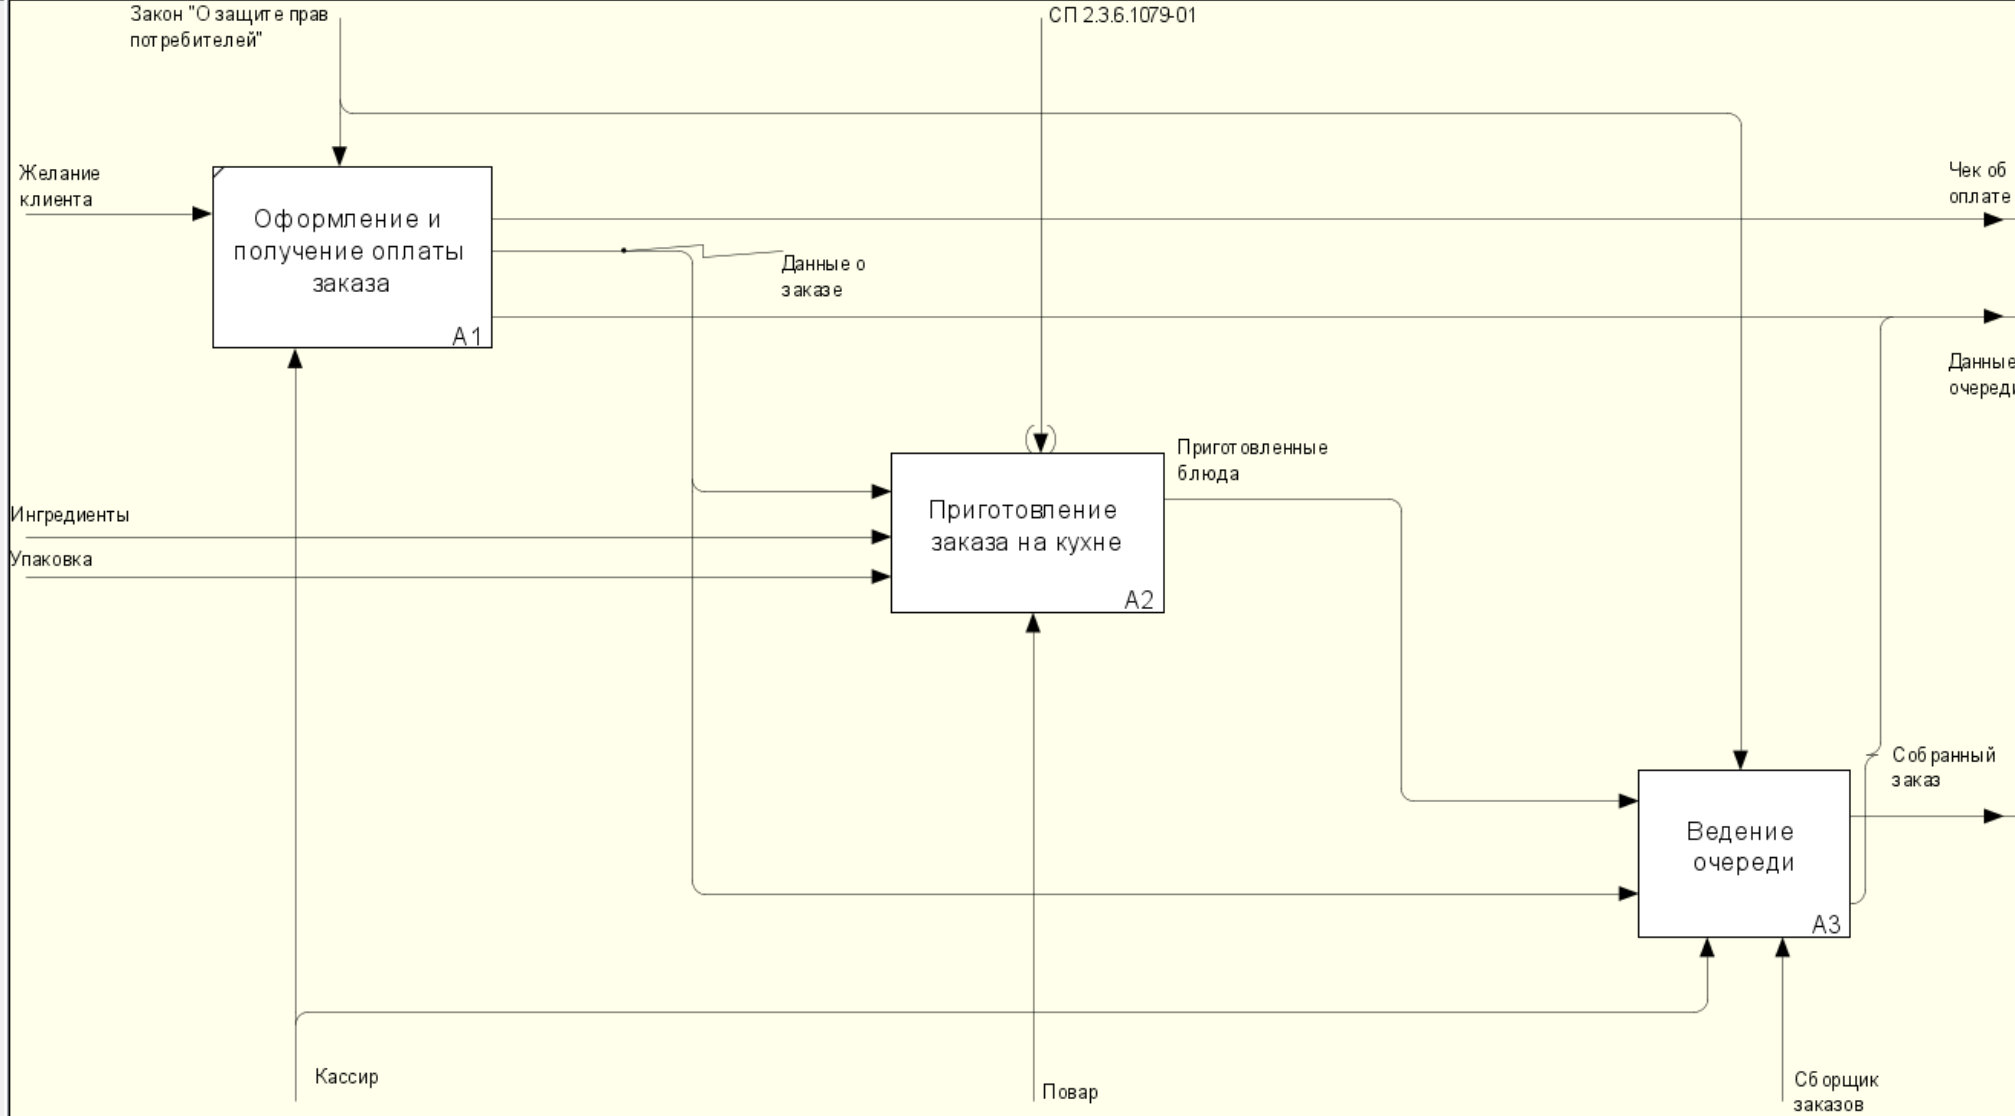 Закон "О защите прав
потребителей"
СП 2.3.6.1079-01
Желание
клиента
Оформление и
получение оплаты
заказа
A1
Чек об
оплате
Данные о
заказе
Данные
очереди
Приготовленные
блюда
Ингредиенты
Упаковка
Приготовление
заказа на кухне
A2
Собранный
заказ
Ведение
очереди
A3
Кассир
Повар
Сборщик
заказов